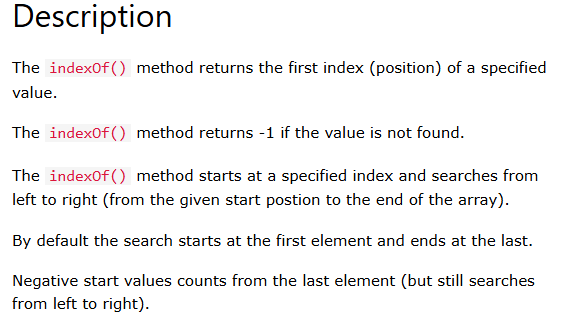 Description
The indexOf() method returns the first index (position) of a specified
value.
The indexOf() method returns -1 if the value is not found.
The indexOf() method starts at a specified index and searches from
left to right (from the given start postion to the end of the array).
By default the search starts at the first element and ends at the last.
Negative start values counts from the last element (but still searches
from left to right).